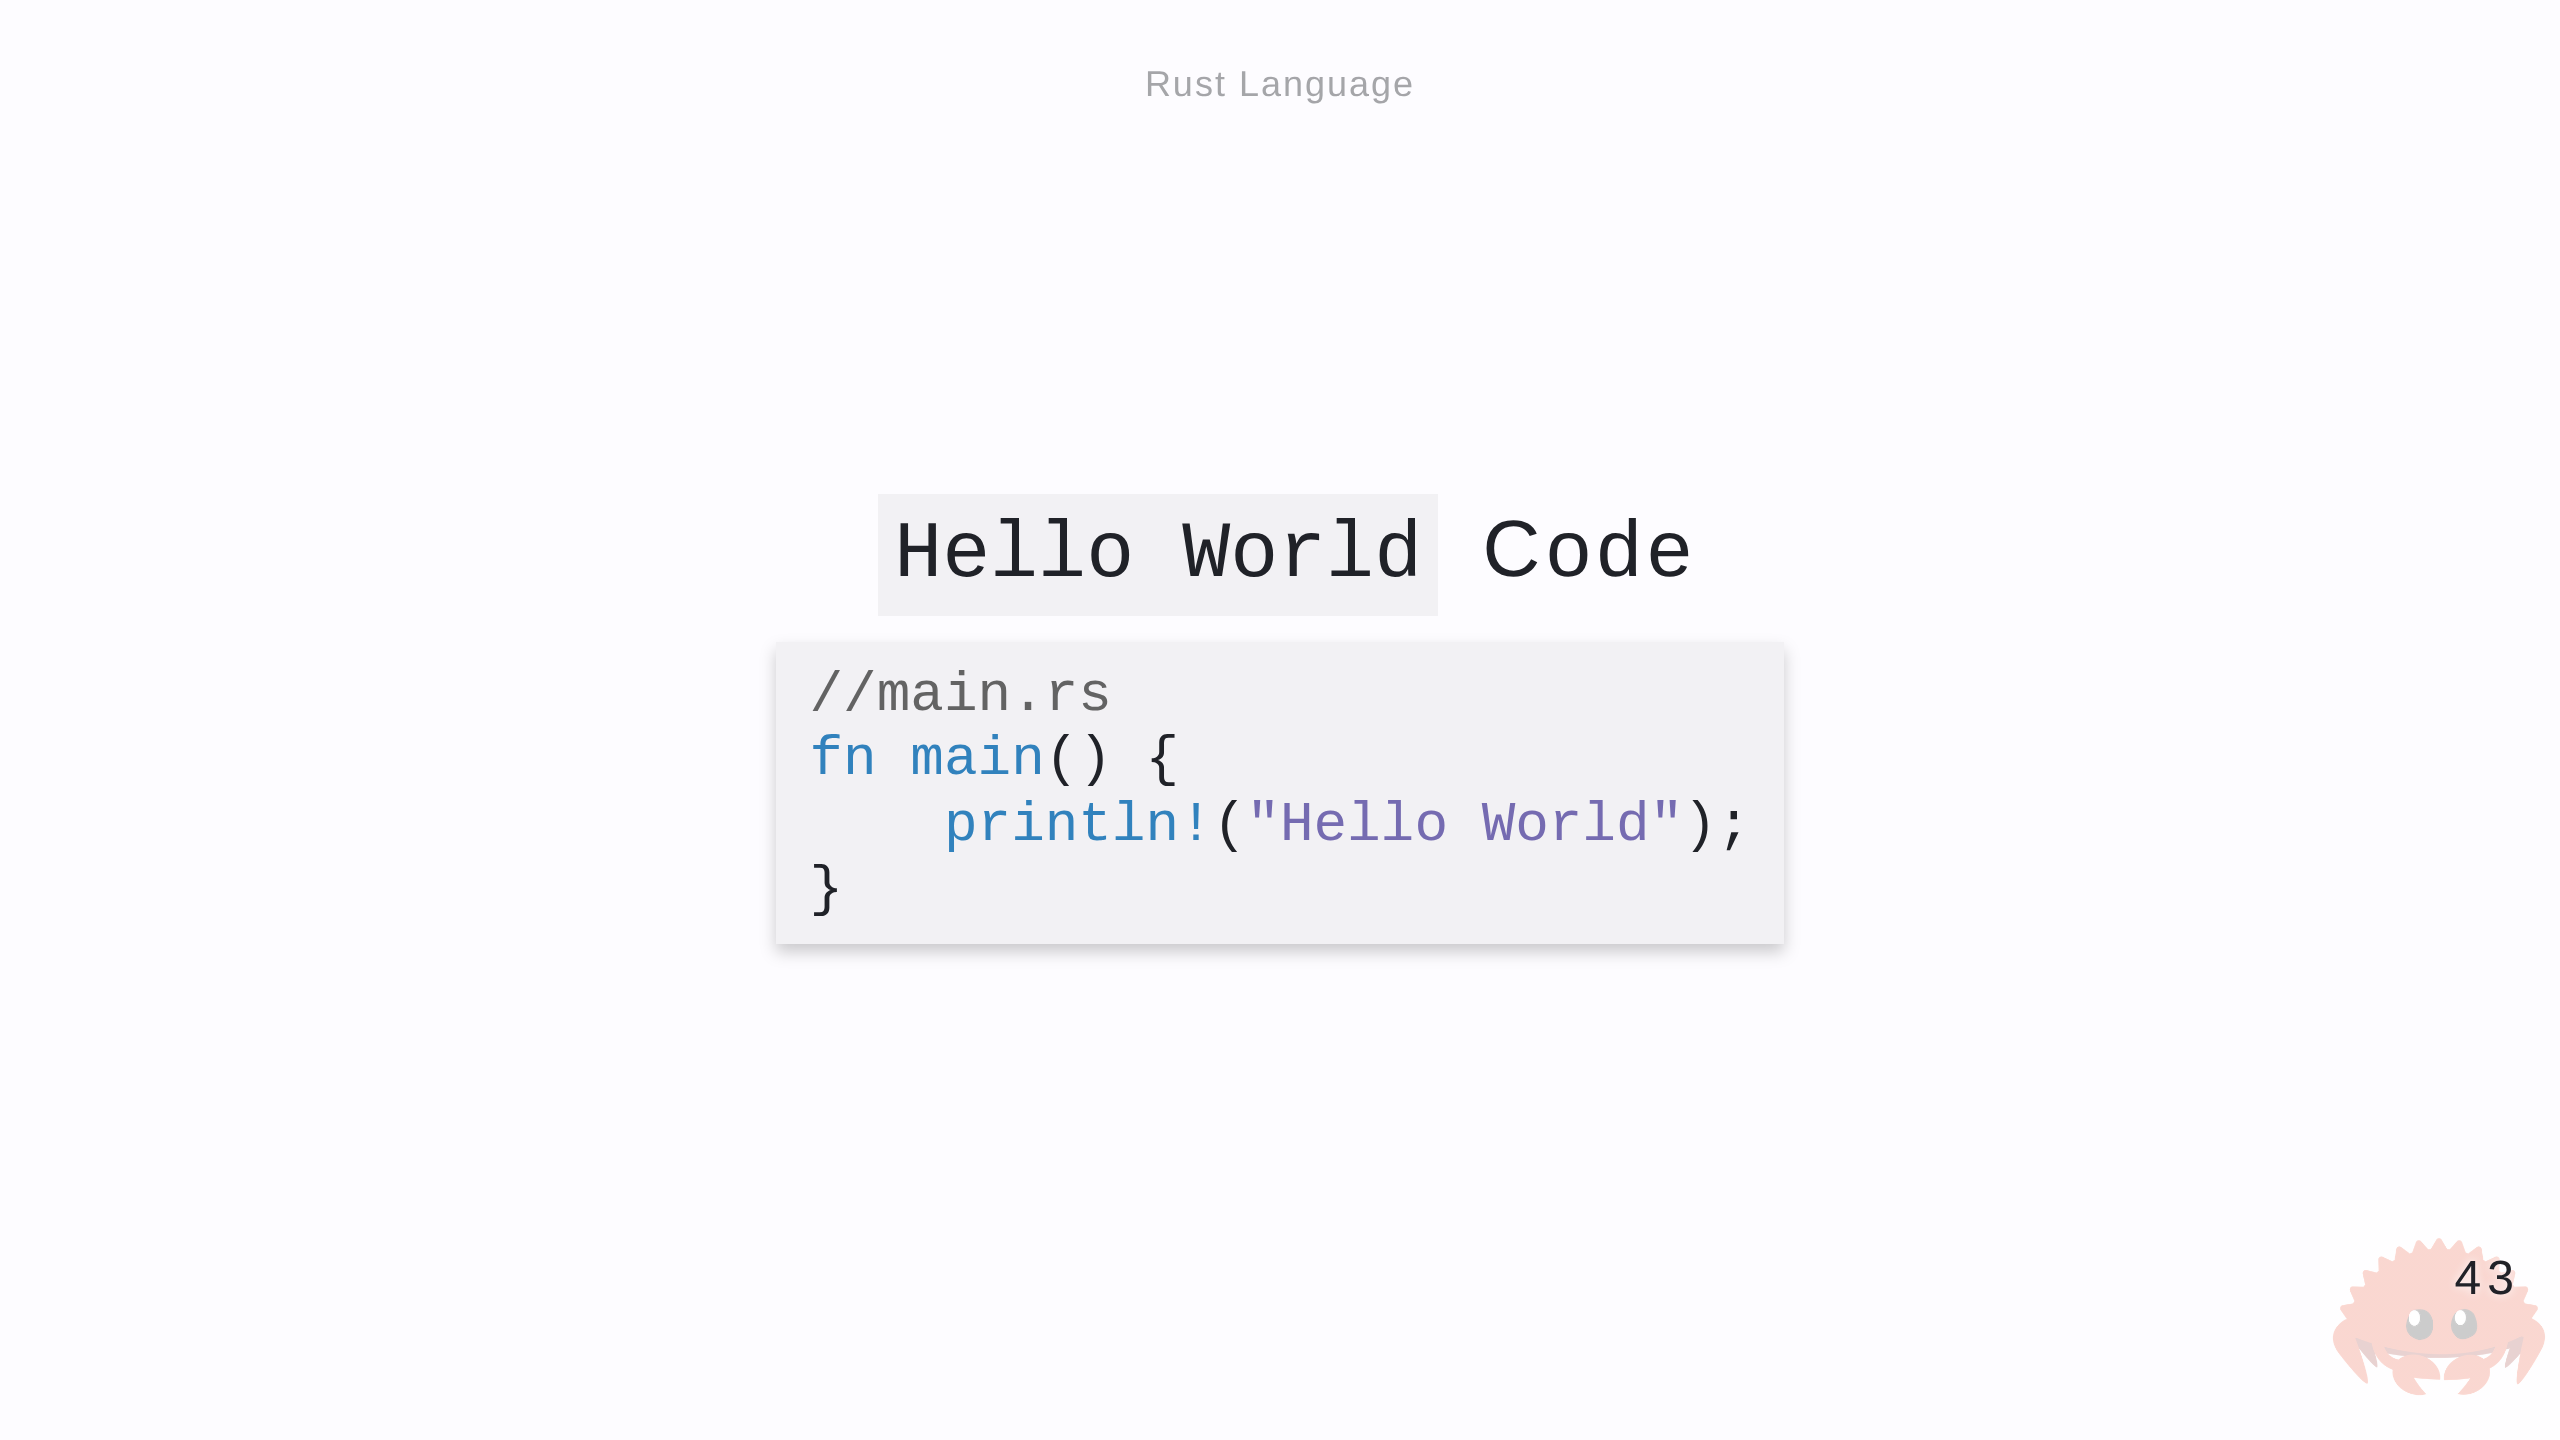 Rust Language
Hello World Code
//main.rs
fn main() {
    println!("Hello World");
}
43